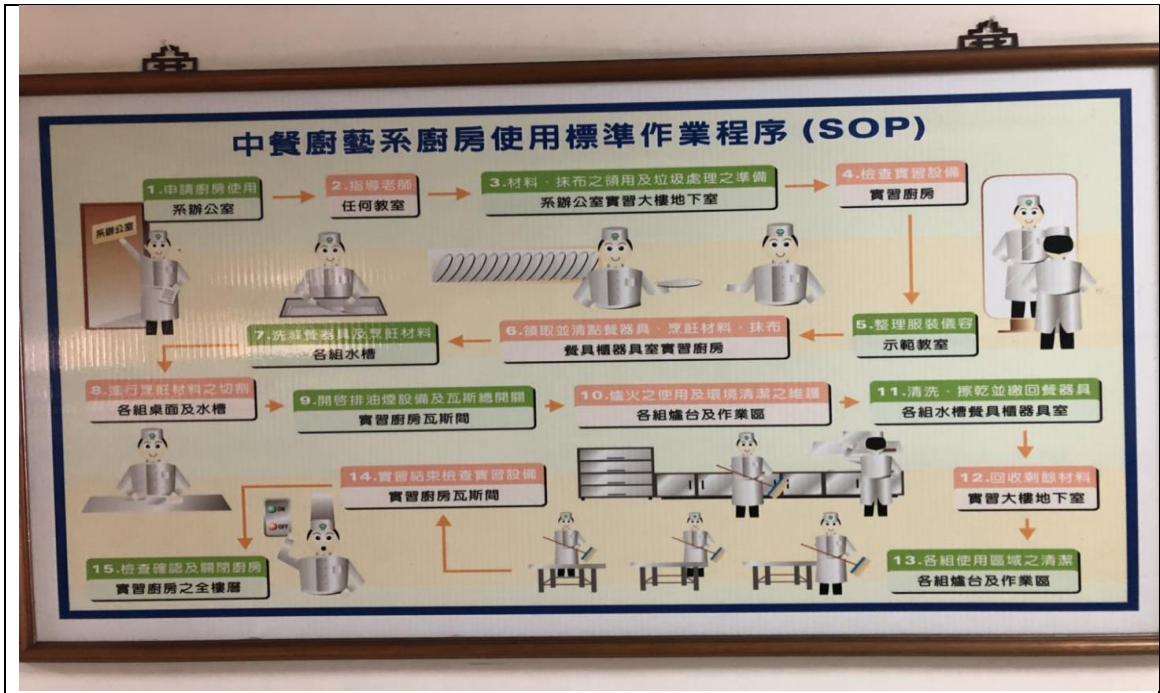 中餐廚藝系廚房使用標準作業程序 (SOP)
1.申請廚房使用
系辦公室
2.指導老師
任何教室
3.材料、抹布之領用及垃圾處理之準備
系辦公室實習大樓地下室
4.檢查實習設備
實習廚房
系辦公室
5.整理服裝儀容
示範教室
6.領取並清點餐器具、烹飪材料、抹布
餐具櫃器具室實習廚房
7.洗滌餐器具及烹飪材料
各組水槽
8.進行烹飪材料之切割
各組桌面及水槽
9.開啓排油煙設備及瓦斯總開關
實習廚房瓦斯間
10.爐火之使用及環境清潔之維護
各組爐台及作業區
11.清洗、擦乾並繳回餐器具
各組水槽餐具櫃器具室
12.回收剩餘材料
實習大樓地下室
13.各組使用區域之清潔
各組爐台及作業區
14.實習結束檢查實習設備
實習廚房瓦斯間
ON
OFF
15.檢查確認及關閉廚房
實習廚房之全樓層